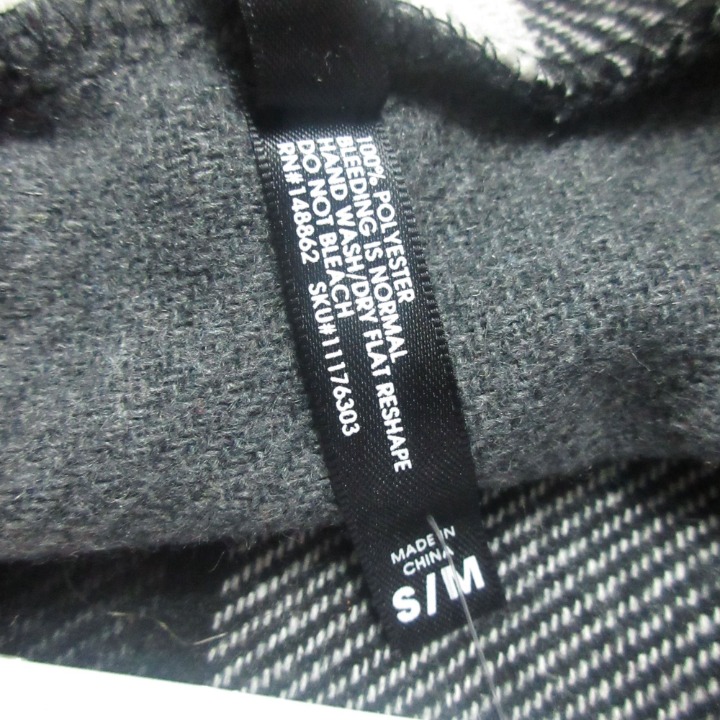 100% POLYESTER
BLEEDING IS NORMAL
HAND WASH/DRY FLAT RESHAPE
DO NOT BLEACH
RN#148862 SKU#11176303
MADE IN
CHINA
S/M